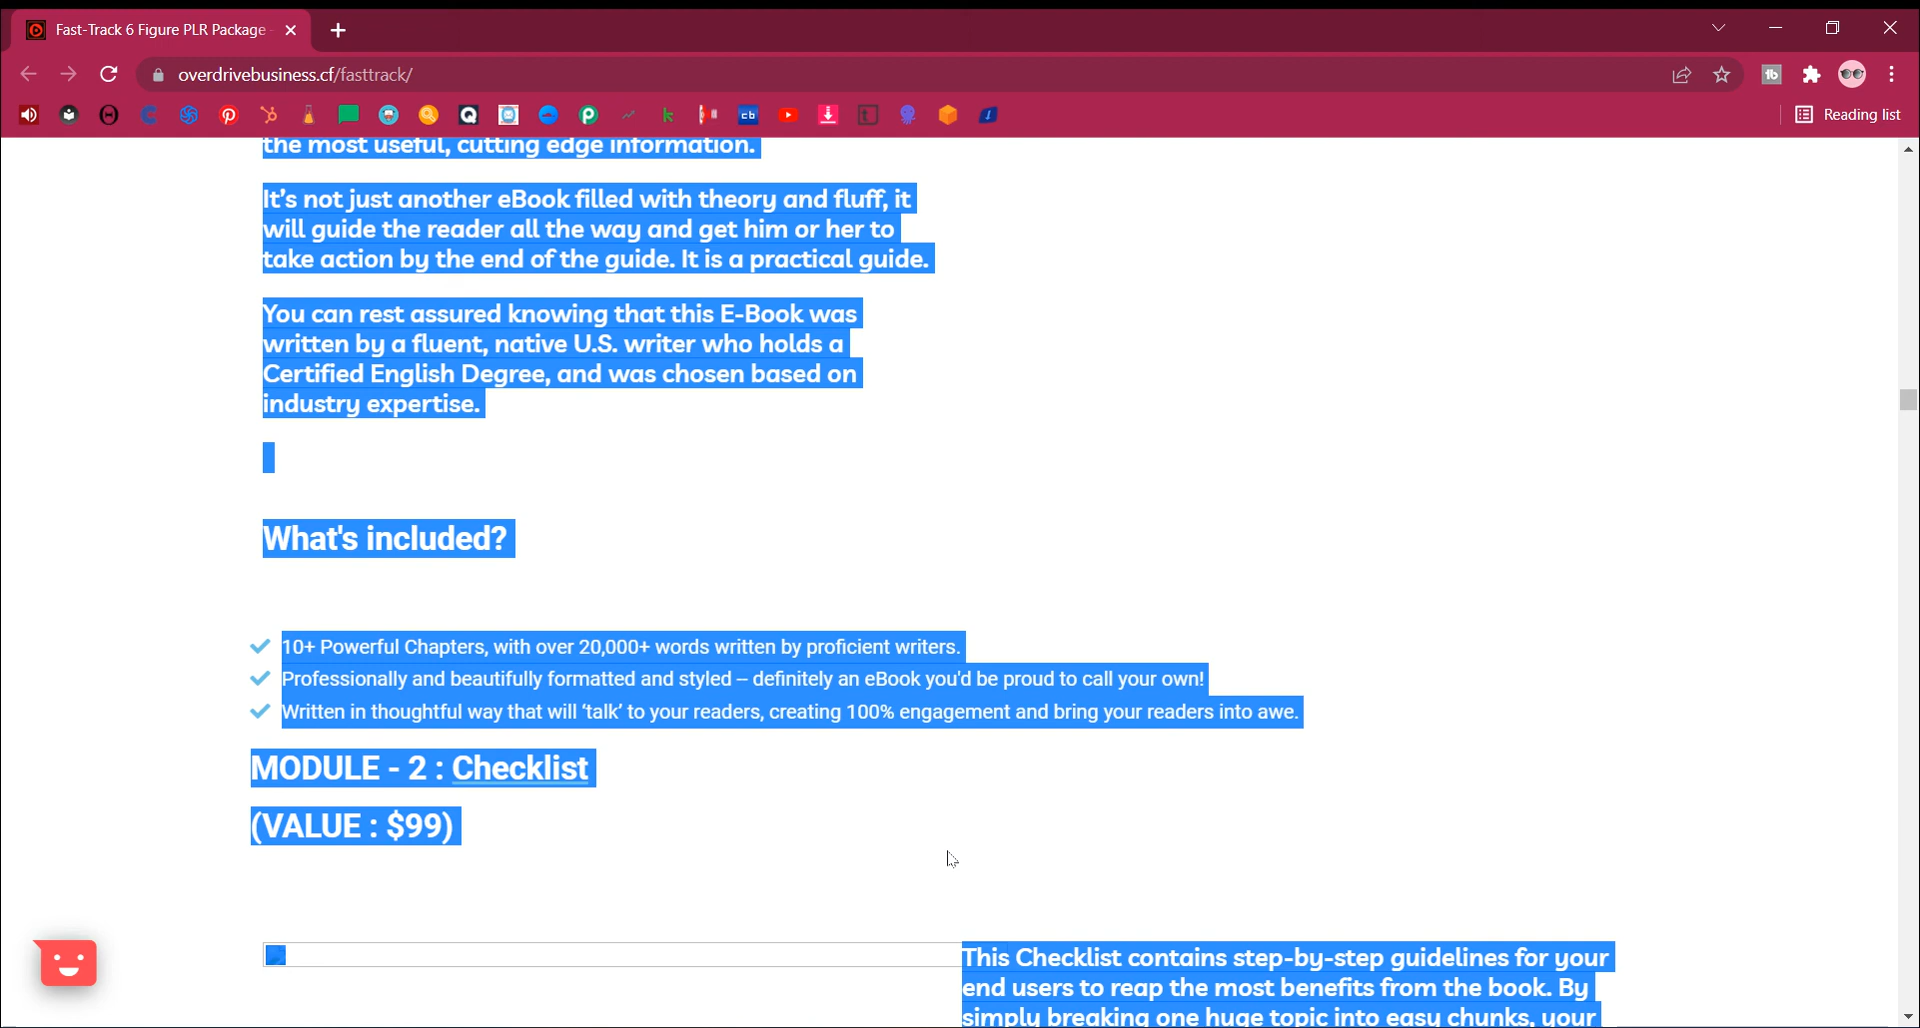 Fast-Track 6 Figure PLR Package -
overdrivebusiness.cf/fasttrack/
Reading list
the most useful, cutting edge information.
It's not just another eBook filled with theory and fluff, it
will guide the reader all the way and get him or her to
take action by the end of the guide. It is a practical guide.
You can rest assured knowing that this E-Book was
written by a fluent, native U.S. writer who holds a
Certified English Degree, and was chosen based on
industry expertise.
What's included?
10+ Powerful Chapters, with over 20,000+ words written by proficient writers.
Professionally and beautifully formatted and styled – definitely an eBook you'd be proud to call your own!
Written in thoughtful way that will ‘talk’ to your readers, creating 100% engagement and bring your readers into awe.
MODULE - 2 : Checklist
(VALUE : $99)
This Checklist contains step-by-step guidelines for your
end users to reap the most benefits from the book. By
simply breaking one huge topic into easy chunks, your